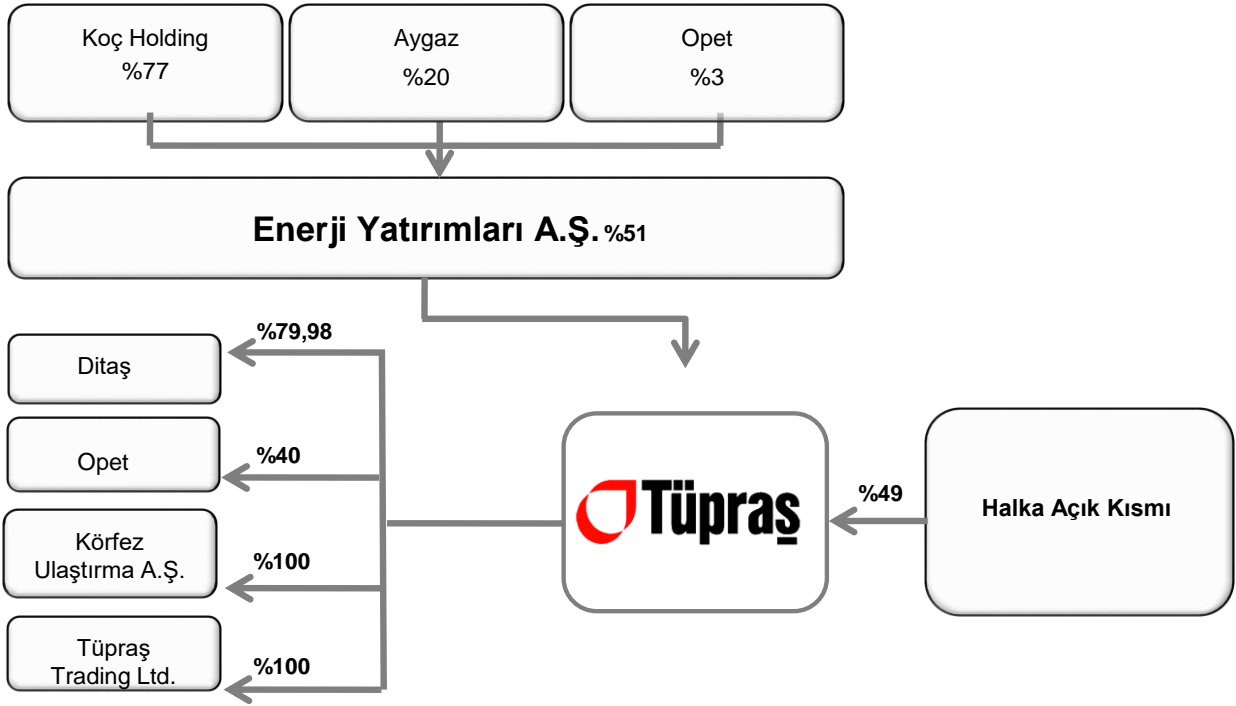 Koç Holding
%77
Aygaz
%20
Opet
%3
Enerji Yatırımları A.Ş. %51
%79,98
Ditaş
Opet
%40
Körfez
Ulaştırma A.Ş.
%100
Tüpraş
Trading Ltd.
%100
Tüpraş
%49
Halka Açık Kısmı